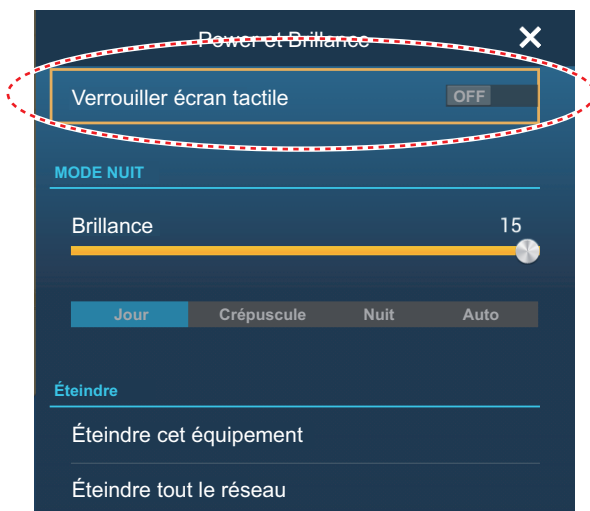 Power et Brillance
Verrouiller écran tactile OFF
MODE NUIT
Brillance 15
Jour Crépuscule Nuit Auto
Éteindre
Éteindre cet équipement
Éteindre tout le réseau